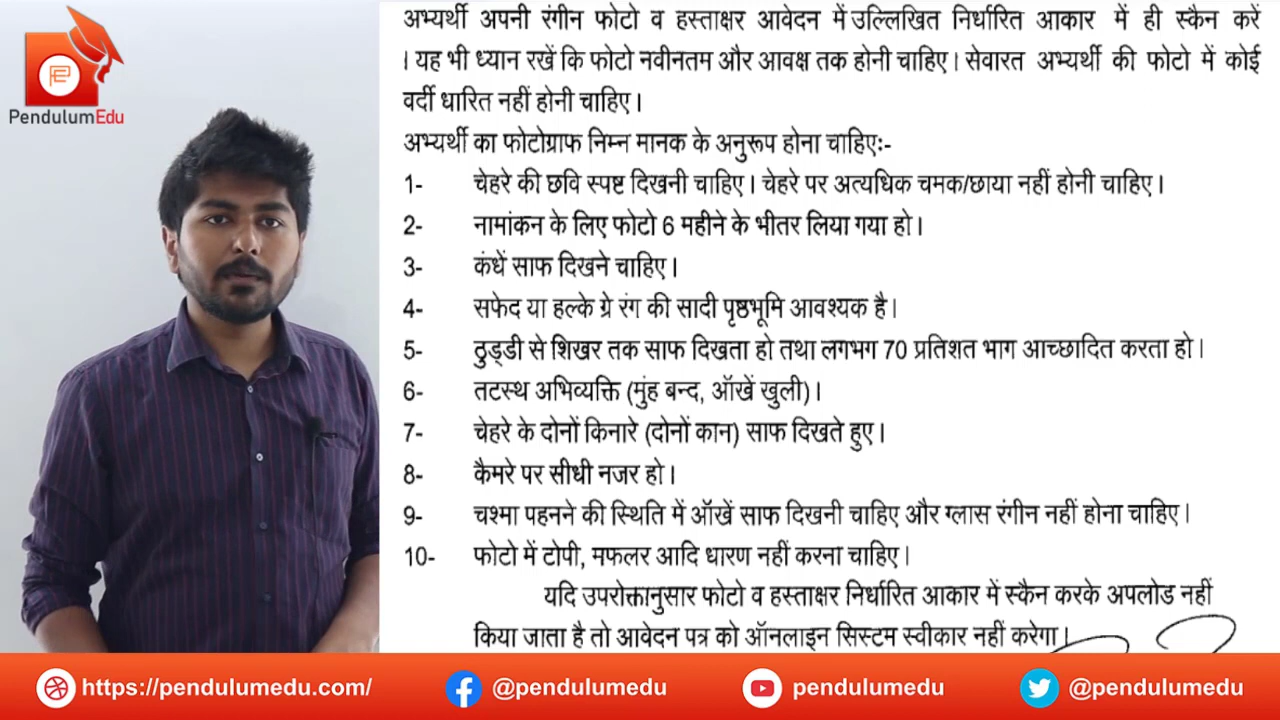 PendulumEdu
अभ्यर्थी अपनी रंगीन फोटो व हस्ताक्षर आवेदन में उल्लिखित निर्धारित आकार में ही स्कैन करें
। यह भी ध्यान रखें कि फोटो नवीनतम और आवक्ष तक होनी चाहिए। सेवारत अभ्यर्थी की फोटो में कोई
वर्दी धारित नहीं होनी चाहिए।
अभ्यर्थी का फोटोग्राफ निम्न मानक के अनुरूप होना चाहिएः-
1- चेहरे की छवि स्पष्ट दिखनी चाहिए। चेहरे पर अत्यधिक चमक/छाया नहीं होनी चाहिए।
2- नामांकन के लिए फोटो 6 महीने के भीतर लिया गया हो।
3- कंधें साफ दिखने चाहिए।
4- सफेद या हल्के ग्रे रंग की सादी पृष्ठभूमि आवश्यक है।
5- ठुड्डी से शिखर तक साफ दिखता हो तथा लगभग 70 प्रतिशत भाग आच्छादित करता हो।
6- तटस्थ अभिव्यक्ति (मुंह बन्द, ऑखें खुली)।
7- चेहरे के दोनों किनारे (दोनों कान) साफ दिखते हुए।
8- कैमरे पर सीधी नजर हो।
9- चश्मा पहनने की स्थिति में ऑखें साफ दिखनी चाहिए और ग्लास रंगीन नहीं होना चाहिए।
10- फोटो में टोपी, मफलर आदि धारण नहीं करना चाहिए।
यदि उपरोक्तानुसार फोटो व हस्ताक्षर निर्धारित आकार में स्कैन करके अपलोड नहीं
किया जाता है तो आवेदन पत्र को ऑनलाइन सिस्टम स्वीकार नहीं करेगा।
https://pendulumedu.com/ @pendulumedu pendulumedu @pendulumedu